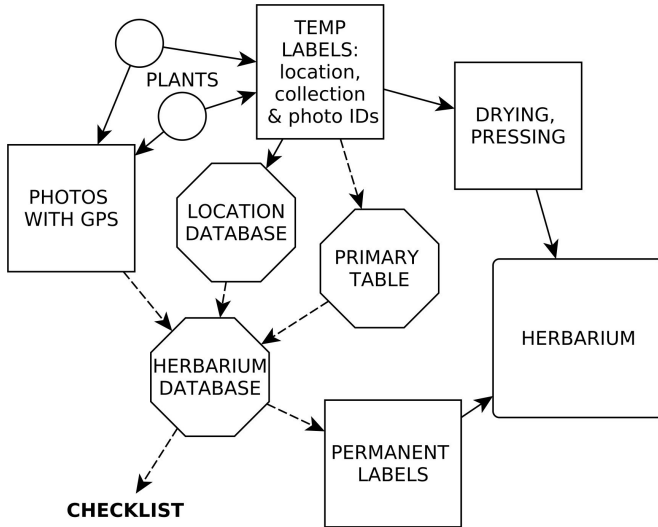 TEMP
LABELS:
location,
collection
& photo IDs
PLANTS
DRYING,
PRESSING
PHOTOS
WITH GPS
LOCATION
DATABASE
PRIMARY
TABLE
HERBARIUM
HERBARIUM
DATABASE
PERMANENT
LABELS
CHECKLIST